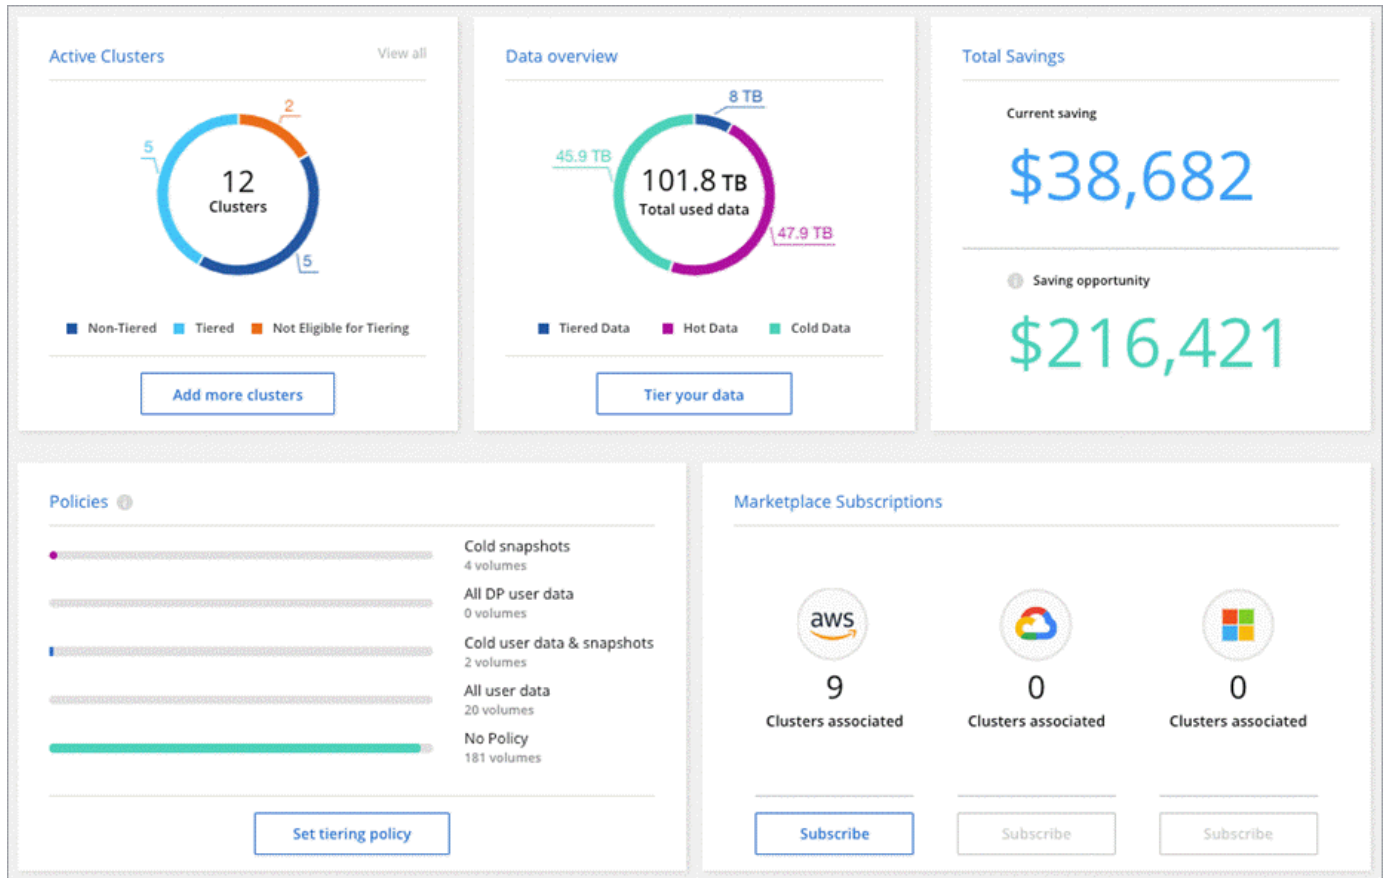 Active Clusters
View all
2
5
12
Clusters
5
Non-Tiered
Tiered
Not Eligible for Tiering
Add more clusters
Data overview
8 TB
45.9 TB
101.8 TB
Total used data
47.9 TB
Tiered Data
Hot Data
Cold Data
Tier your data
Total Savings
Current saving
$38,682
Saving opportunity
$216,421
Policies
Cold snapshots
4 volumes
All DP user data
0 volumes
Cold user data & snapshots
2 volumes
All user data
20 volumes
No Policy
181 volumes
Set tiering policy
Marketplace Subscriptions
aws
9
Clusters associated
Subscribe
0
Clusters associated
Subscribe
0
Clusters associated
Subscribe